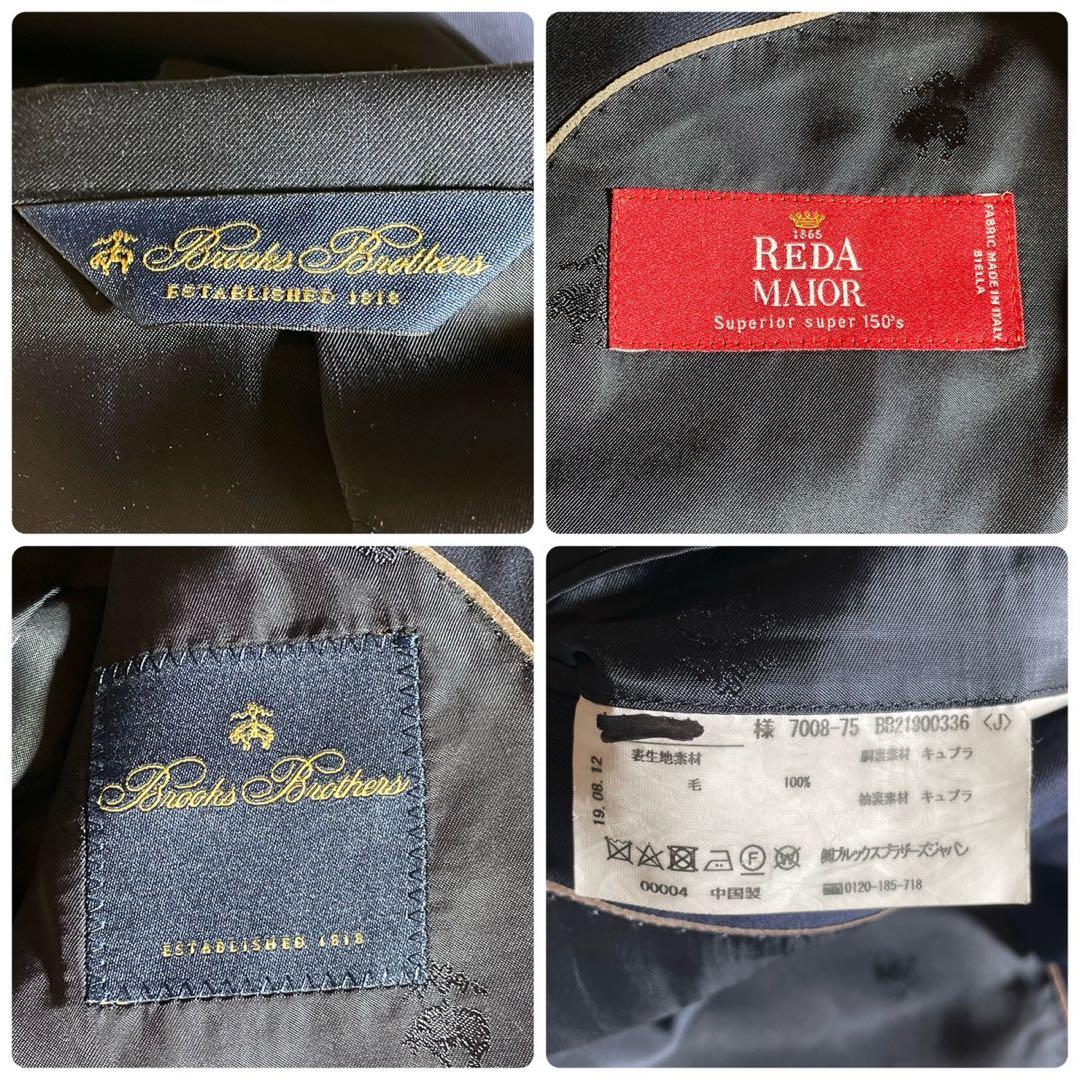 Brooks Brothers
ESTABLISHED 1818
1865
REDA
MAIOR
Superior super 150's
FABRIC MADE IN ITALY
BIELLA
Brooks Brothers
ESTABLISHED 1818
様 7008-75 BB21900336 〈J〉
表生地素材 胴裏素材 キュプラ
毛 100%
袖裏素材 キュプラ
19.08.12
㈱ブルックスブラザーズジャパン
00004 中国製 0120-185-718